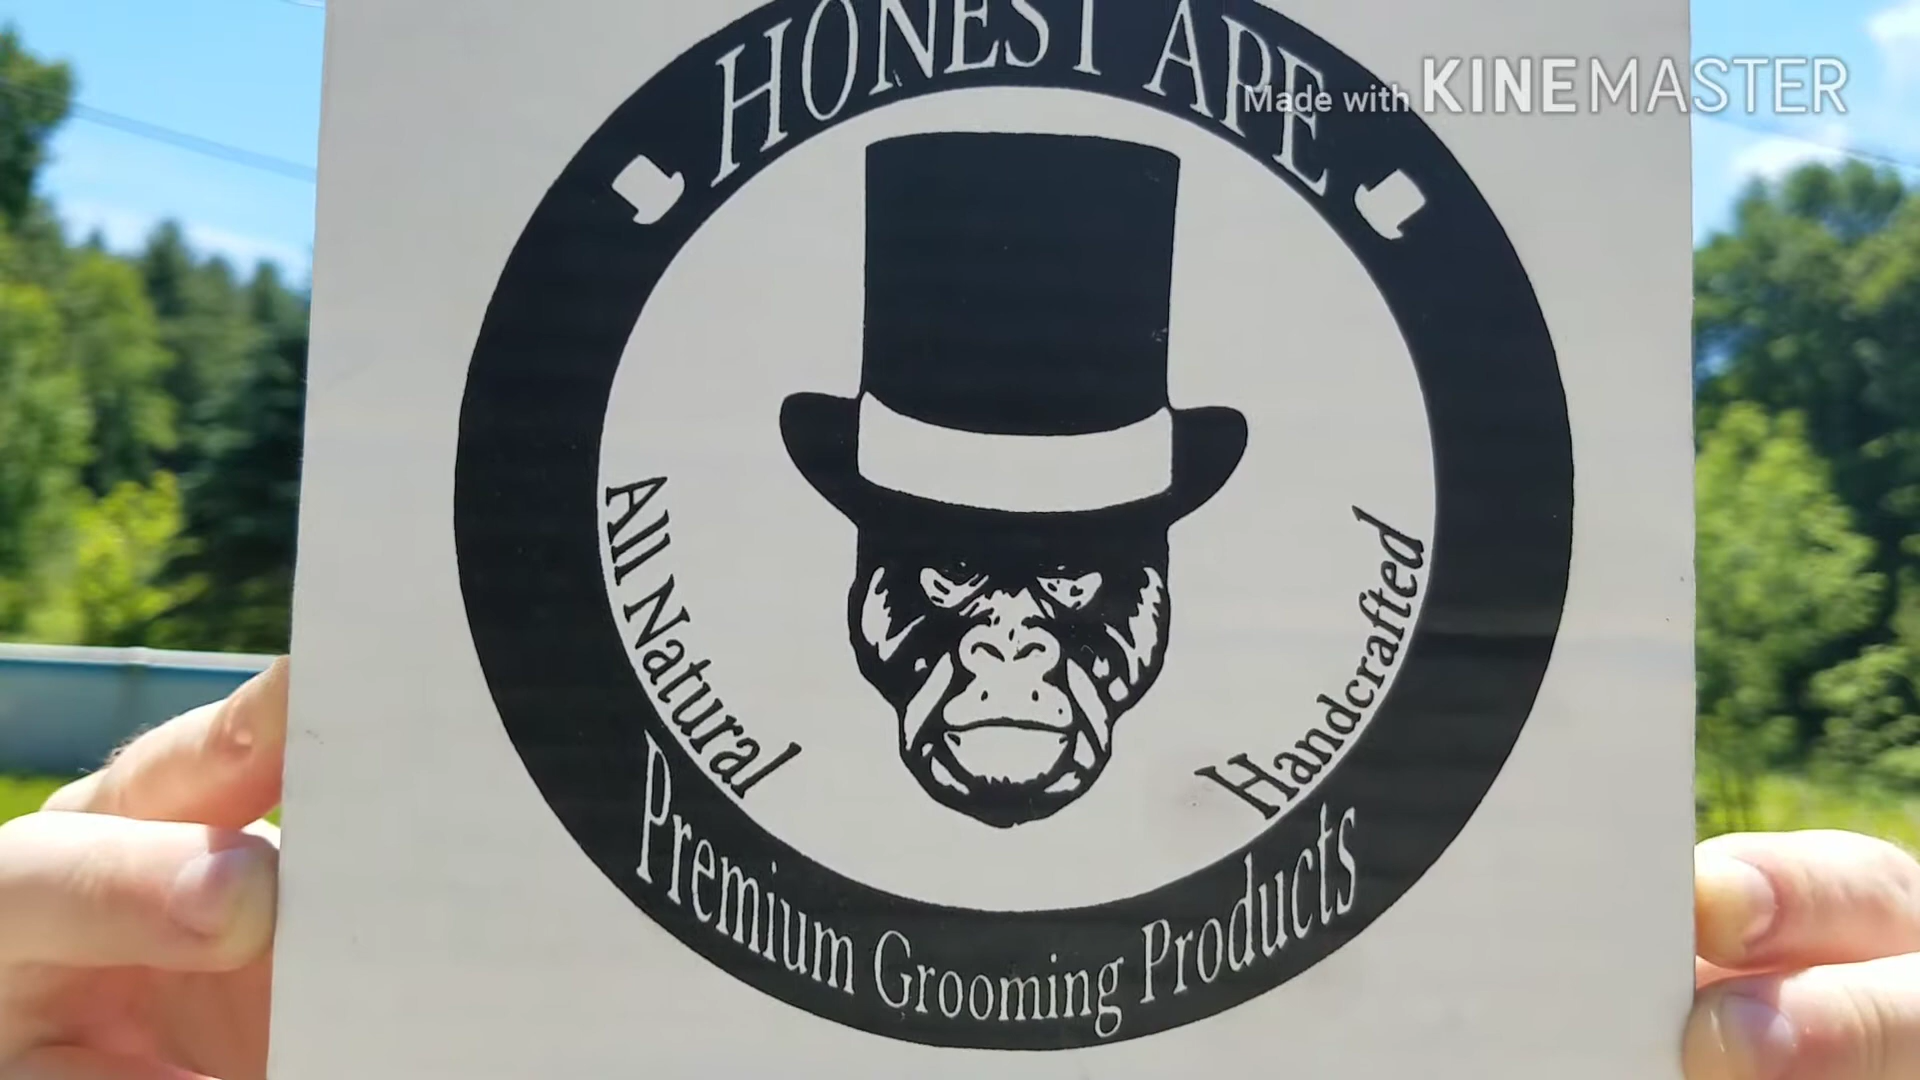 HONEST APE
Made with KINEMASTER
All Natural
Handcrafted
Premium Grooming Products